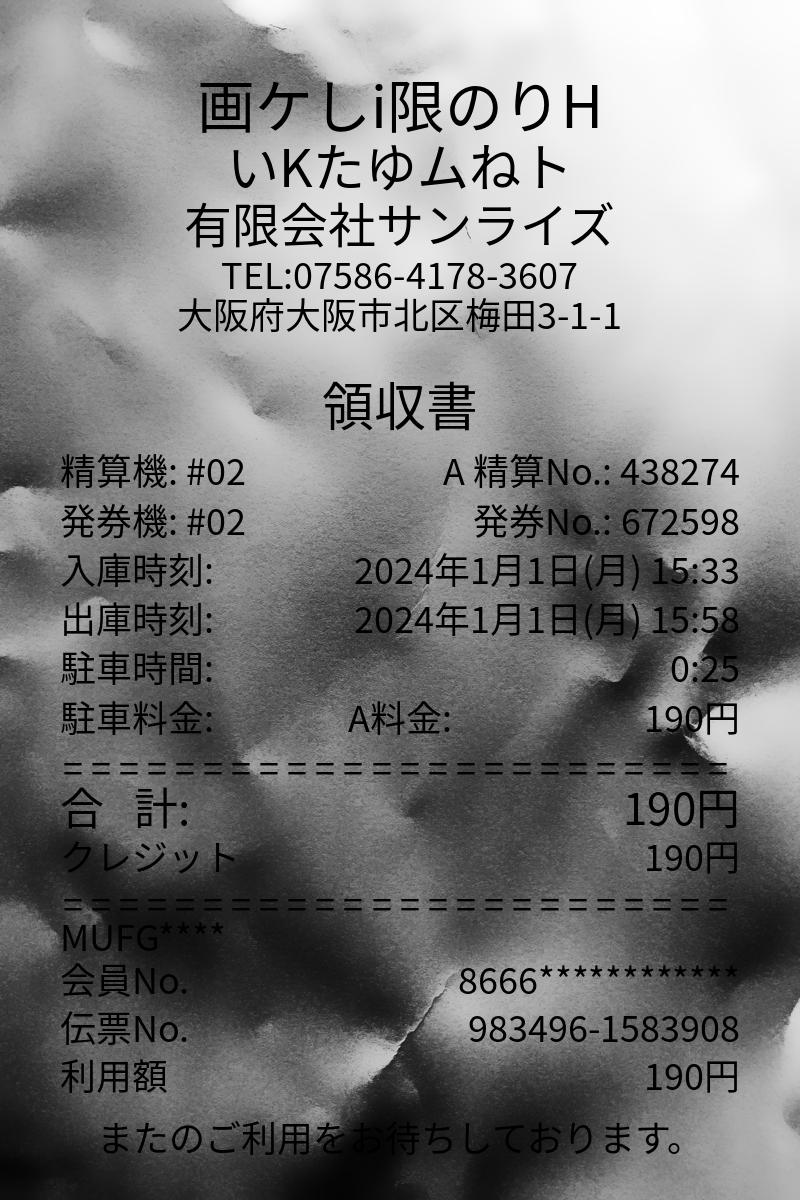 画ケしi限のりH
いKたゆムねト
有限会社サンライズ
TEL:07586-4178-3607
大阪府大阪市北区梅田3-1-1
領収書
精算機: #02 A 精算No.: 438274
発券機: #02 発券No.: 672598
入庫時刻: 2024年1月1日(月) 15:33
出庫時刻: 2024年1月1日(月) 15:58
駐車時間: 0:25
駐車料金: A料金: 190円
========================
合 計: 190円
クレジット 190円
========================
MUFG****
会員No. 8666************
伝票No. 983496-1583908
利用額 190円
またのご利用をお待ちしております。